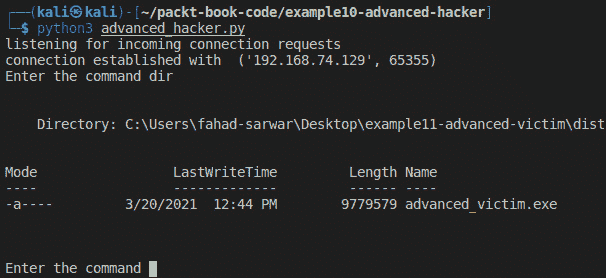 (kali㉿kali)-[~/packt-book-code/example10-advanced-hacker]
$ python3 advanced_hacker.py
listening for incoming connection requests
connection established with  ('192.168.74.129', 65355)
Enter the command dir
    Directory: C:\Users\fahad-sarwar\Desktop\example11-advanced-victim\dist
Mode                 LastWriteTime         Length Name
----                 -------------         ------ ----
-a----         3/20/2021  12:44 PM        9779579 advanced_victim.exe
Enter the command